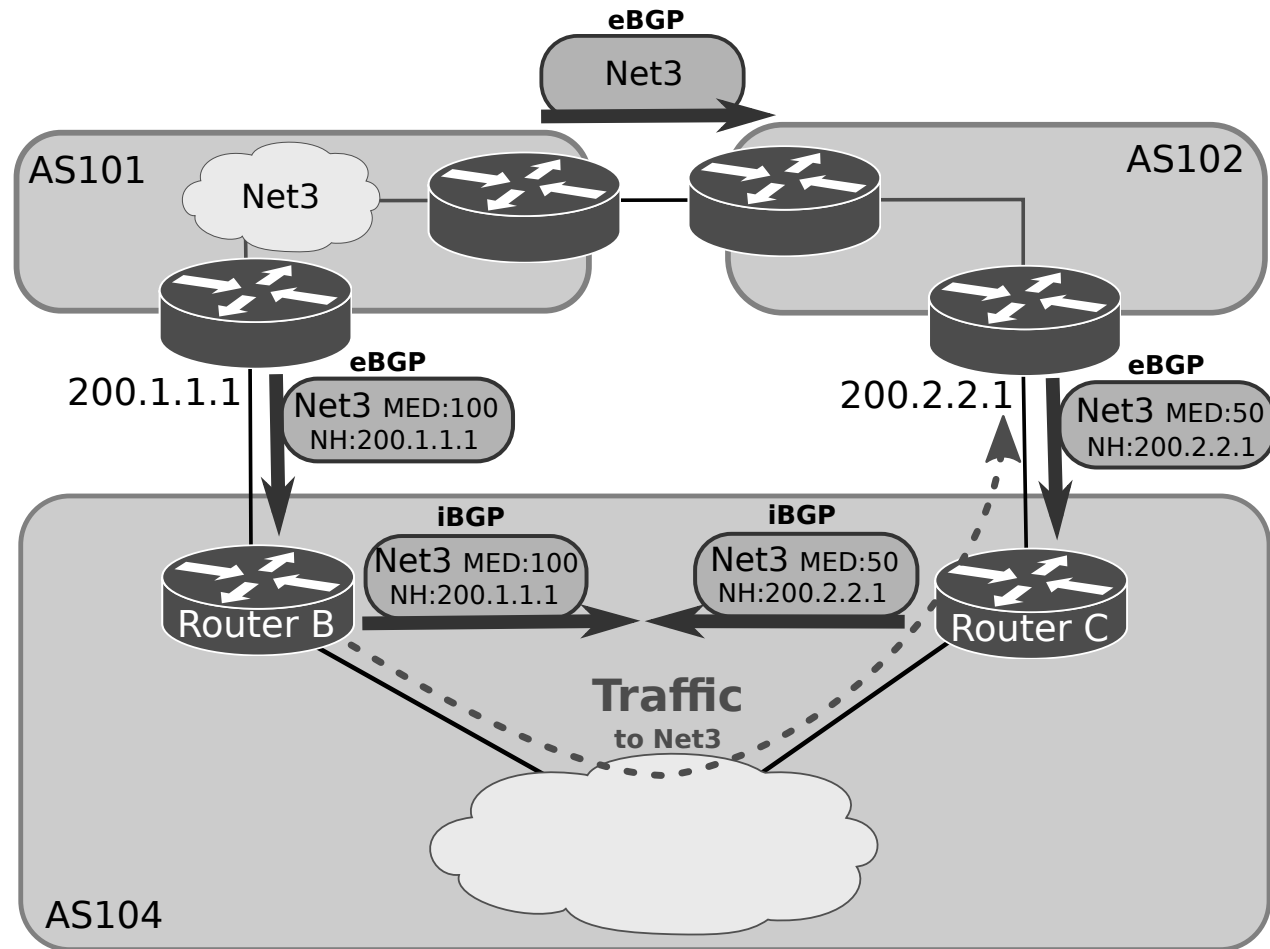 eBGP
Net3
AS101
AS102
Net3
200.1.1.1
eBGP
Net3 MED:100
NH:200.1.1.1
200.2.2.1
eBGP
Net3 MED:50
NH:200.2.2.1
iBGP
Net3 MED:100
NH:200.1.1.1
iBGP
Net3 MED:50
NH:200.2.2.1
Router B
Router C
Traffic
to Net3
AS104